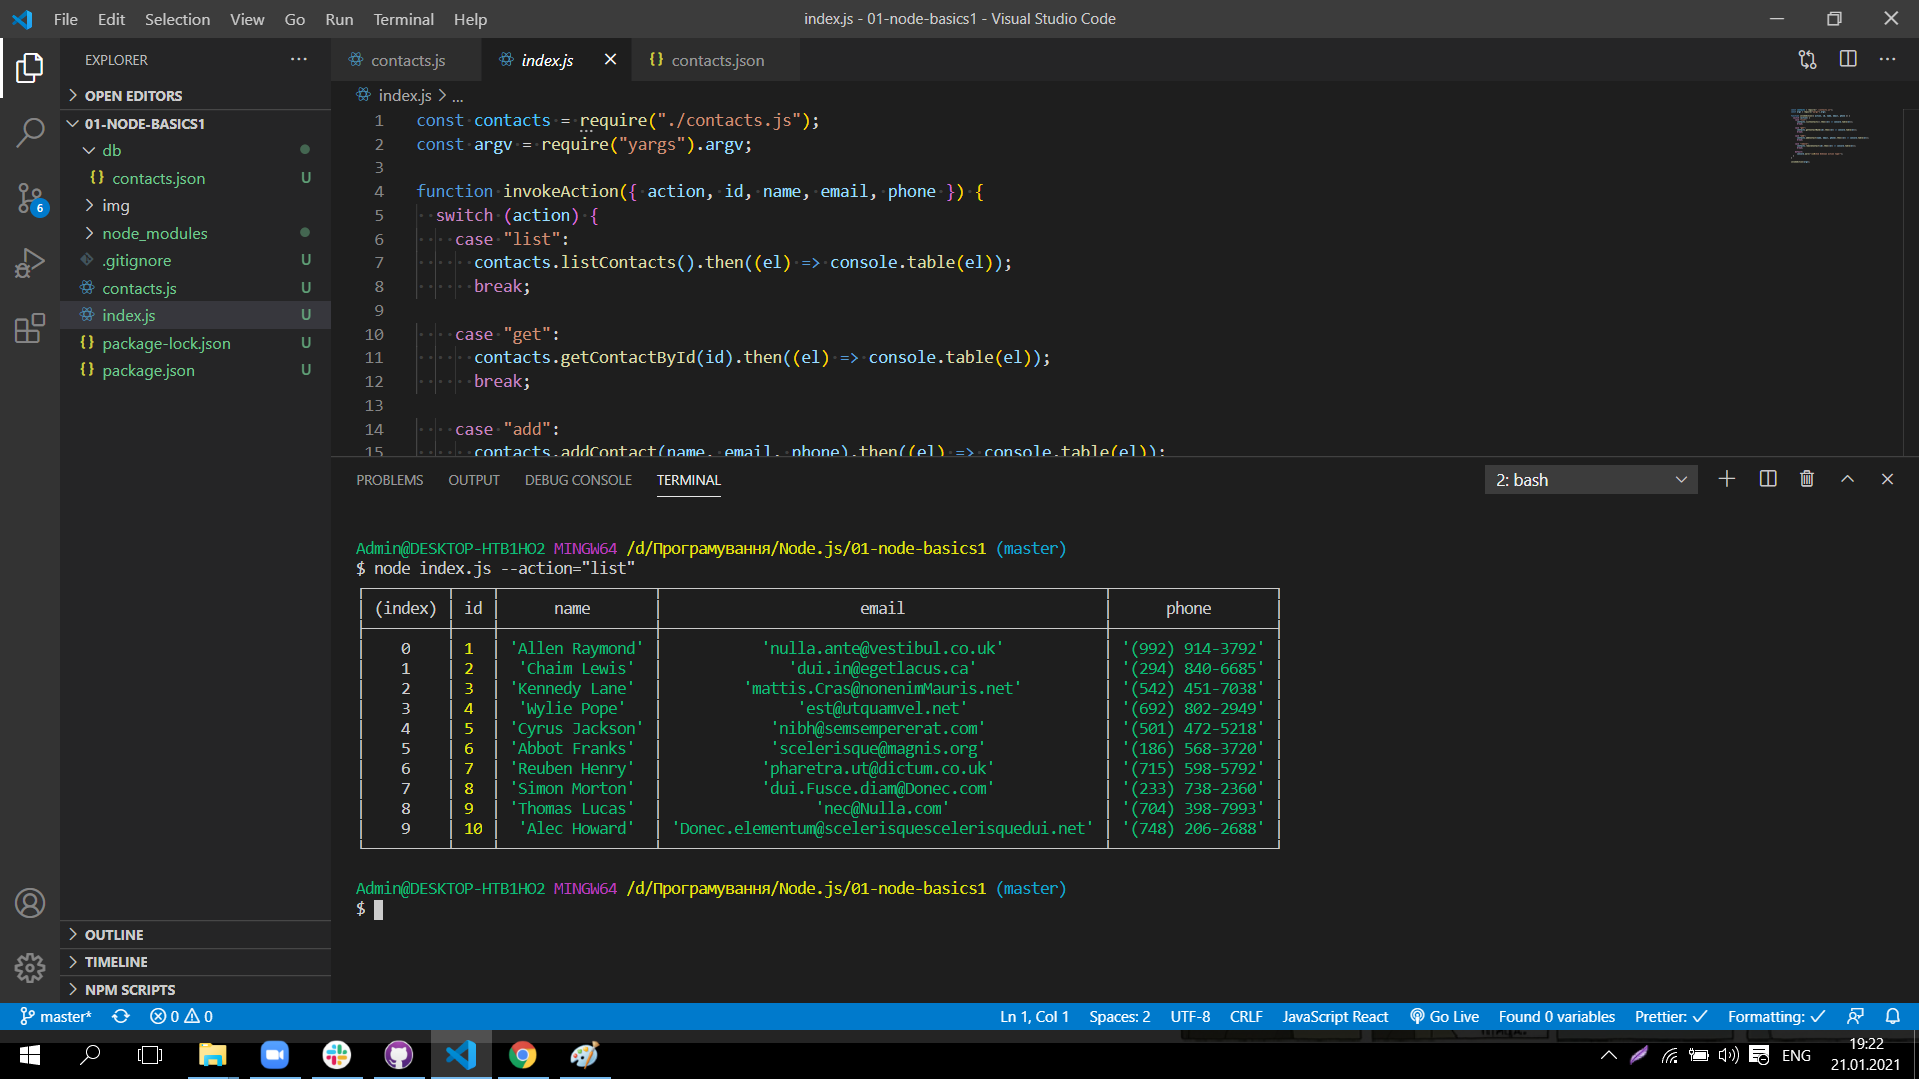 File Edit Selection View Go Run Terminal Help
index.js - 01-node-basics1 - Visual Studio Code
EXPLORER
OPEN EDITORS
01-NODE-BASICS1
db
contacts.json U
img
node_modules
.gitignore U
contacts.js U
index.js U
package-lock.json U
package.json U
6
OUTLINE
TIMELINE
NPM SCRIPTS
contacts.js index.js contacts.json
index.js > ...
1 const contacts = require("./contacts.js");
2 const argv = require("yargs").argv;
3
4 function invokeAction({ action, id, name, email, phone }) {
5 switch (action) {
6 case "list":
7 contacts.listContacts().then((el) => console.table(el));
8 break;
9
10 case "get":
11 contacts.getContactById(id).then((el) => console.table(el));
12 break;
13
14 case "add":
15 contacts.addContact(name, email, phone).then((el) => console.table(el));
PROBLEMS OUTPUT DEBUG CONSOLE TERMINAL 2: bash
Admin@DESKTOP-HTB1HO2 MINGW64 /d/Програмування/Node.js/01-node-basics1 (master)
$ node index.js --action="list"
(index) id name email phone
0 1 'Allen Raymond' 'nulla.ante@vestibul.co.uk' '(992) 914-3792'
1 2 'Chaim Lewis' 'dui.in@egetlacus.ca' '(294) 840-6685'
2 3 'Kennedy Lane' 'mattis.Cras@nonenimMauris.net' '(542) 451-7038'
3 4 'Wylie Pope' 'est@utquamvel.net' '(692) 802-2949'
4 5 'Cyrus Jackson' 'nibh@semsempererat.com' '(501) 472-5218'
5 6 'Abbot Franks' 'scelerisque@magnis.org' '(186) 568-3720'
6 7 'Reuben Henry' 'pharetra.ut@dictum.co.uk' '(715) 598-5792'
7 8 'Simon Morton' 'dui.Fusce.diam@Donec.com' '(233) 738-2360'
8 9 'Thomas Lucas' 'nec@Nulla.com' '(704) 398-7993'
9 10 'Alec Howard' 'Donec.elementum@scelerisquescelerisquedui.net' '(748) 206-2688'
Admin@DESKTOP-HTB1HO2 MINGW64 /d/Програмування/Node.js/01-node-basics1 (master)
$
master* 0 0 Ln 1, Col 1 Spaces: 2 UTF-8 CRLF JavaScript React Go Live Found 0 variables Prettier: ✓ Formatting: ✓
ENG
19:22
21.01.2021